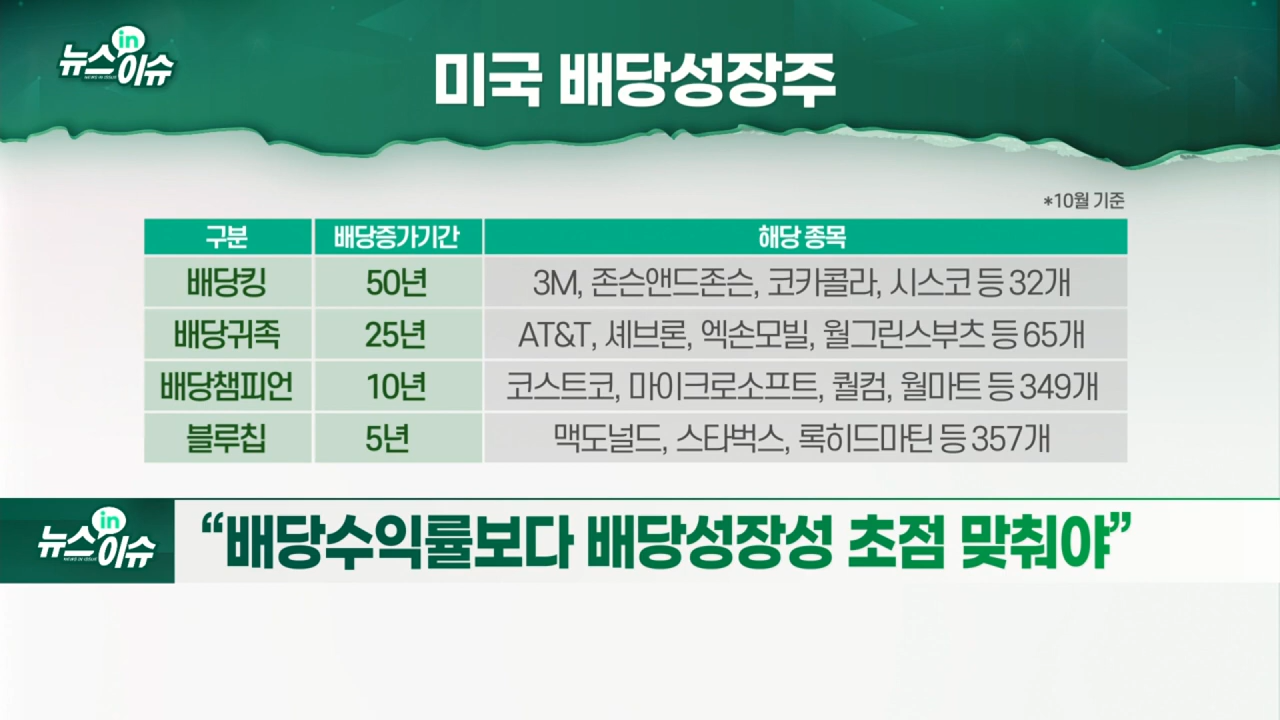 뉴스in이슈
미국 배당성장주
*10월 기준
구분 배당증가기간 해당 종목
배당킹 50년 3M, 존슨앤드존슨, 코카콜라, 시스코 등 32개
배당귀족 25년 AT&T, 셰브론, 엑손모빌, 월그린스부츠 등 65개
배당챔피언 10년 코스트코, 마이크로소프트, 퀄컴, 월마트 등 349개
블루칩 5년 맥도널드, 스타벅스, 록히드마틴 등 357개
뉴스in이슈
“배당수익률보다 배당성장성 초점 맞춰야”